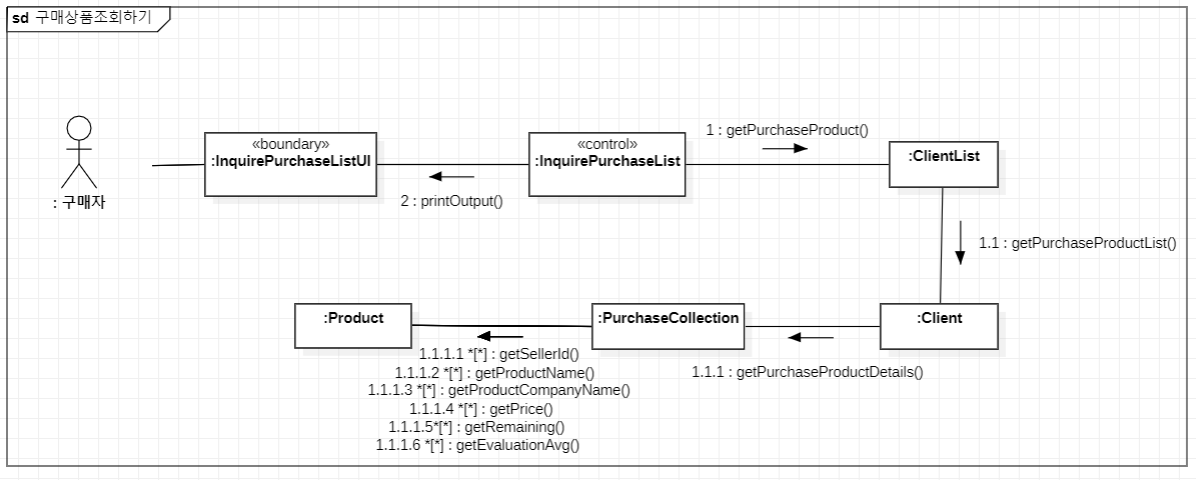 sd 구매상품조회하기
«boundary»
:InquirePurchaseListUI
«control»
:InquirePurchaseList
1 : getPurchaseProduct()
:ClientList
: 구매자
2 : printOutput()
1.1 : getPurchaseProductList()
:Product
:PurchaseCollection
:Client
1.1.1.1 *[*] : getSellerId()
1.1.1.2 *[*] : getProductName()
1.1.1.3 *[*] : getProductCompanyName()
1.1.1.4 *[*] : getPrice()
1.1.1.5*[*] : getRemaining()
1.1.1.6 *[*] : getEvaluationAvg()
1.1.1 : getPurchaseProductDetails()